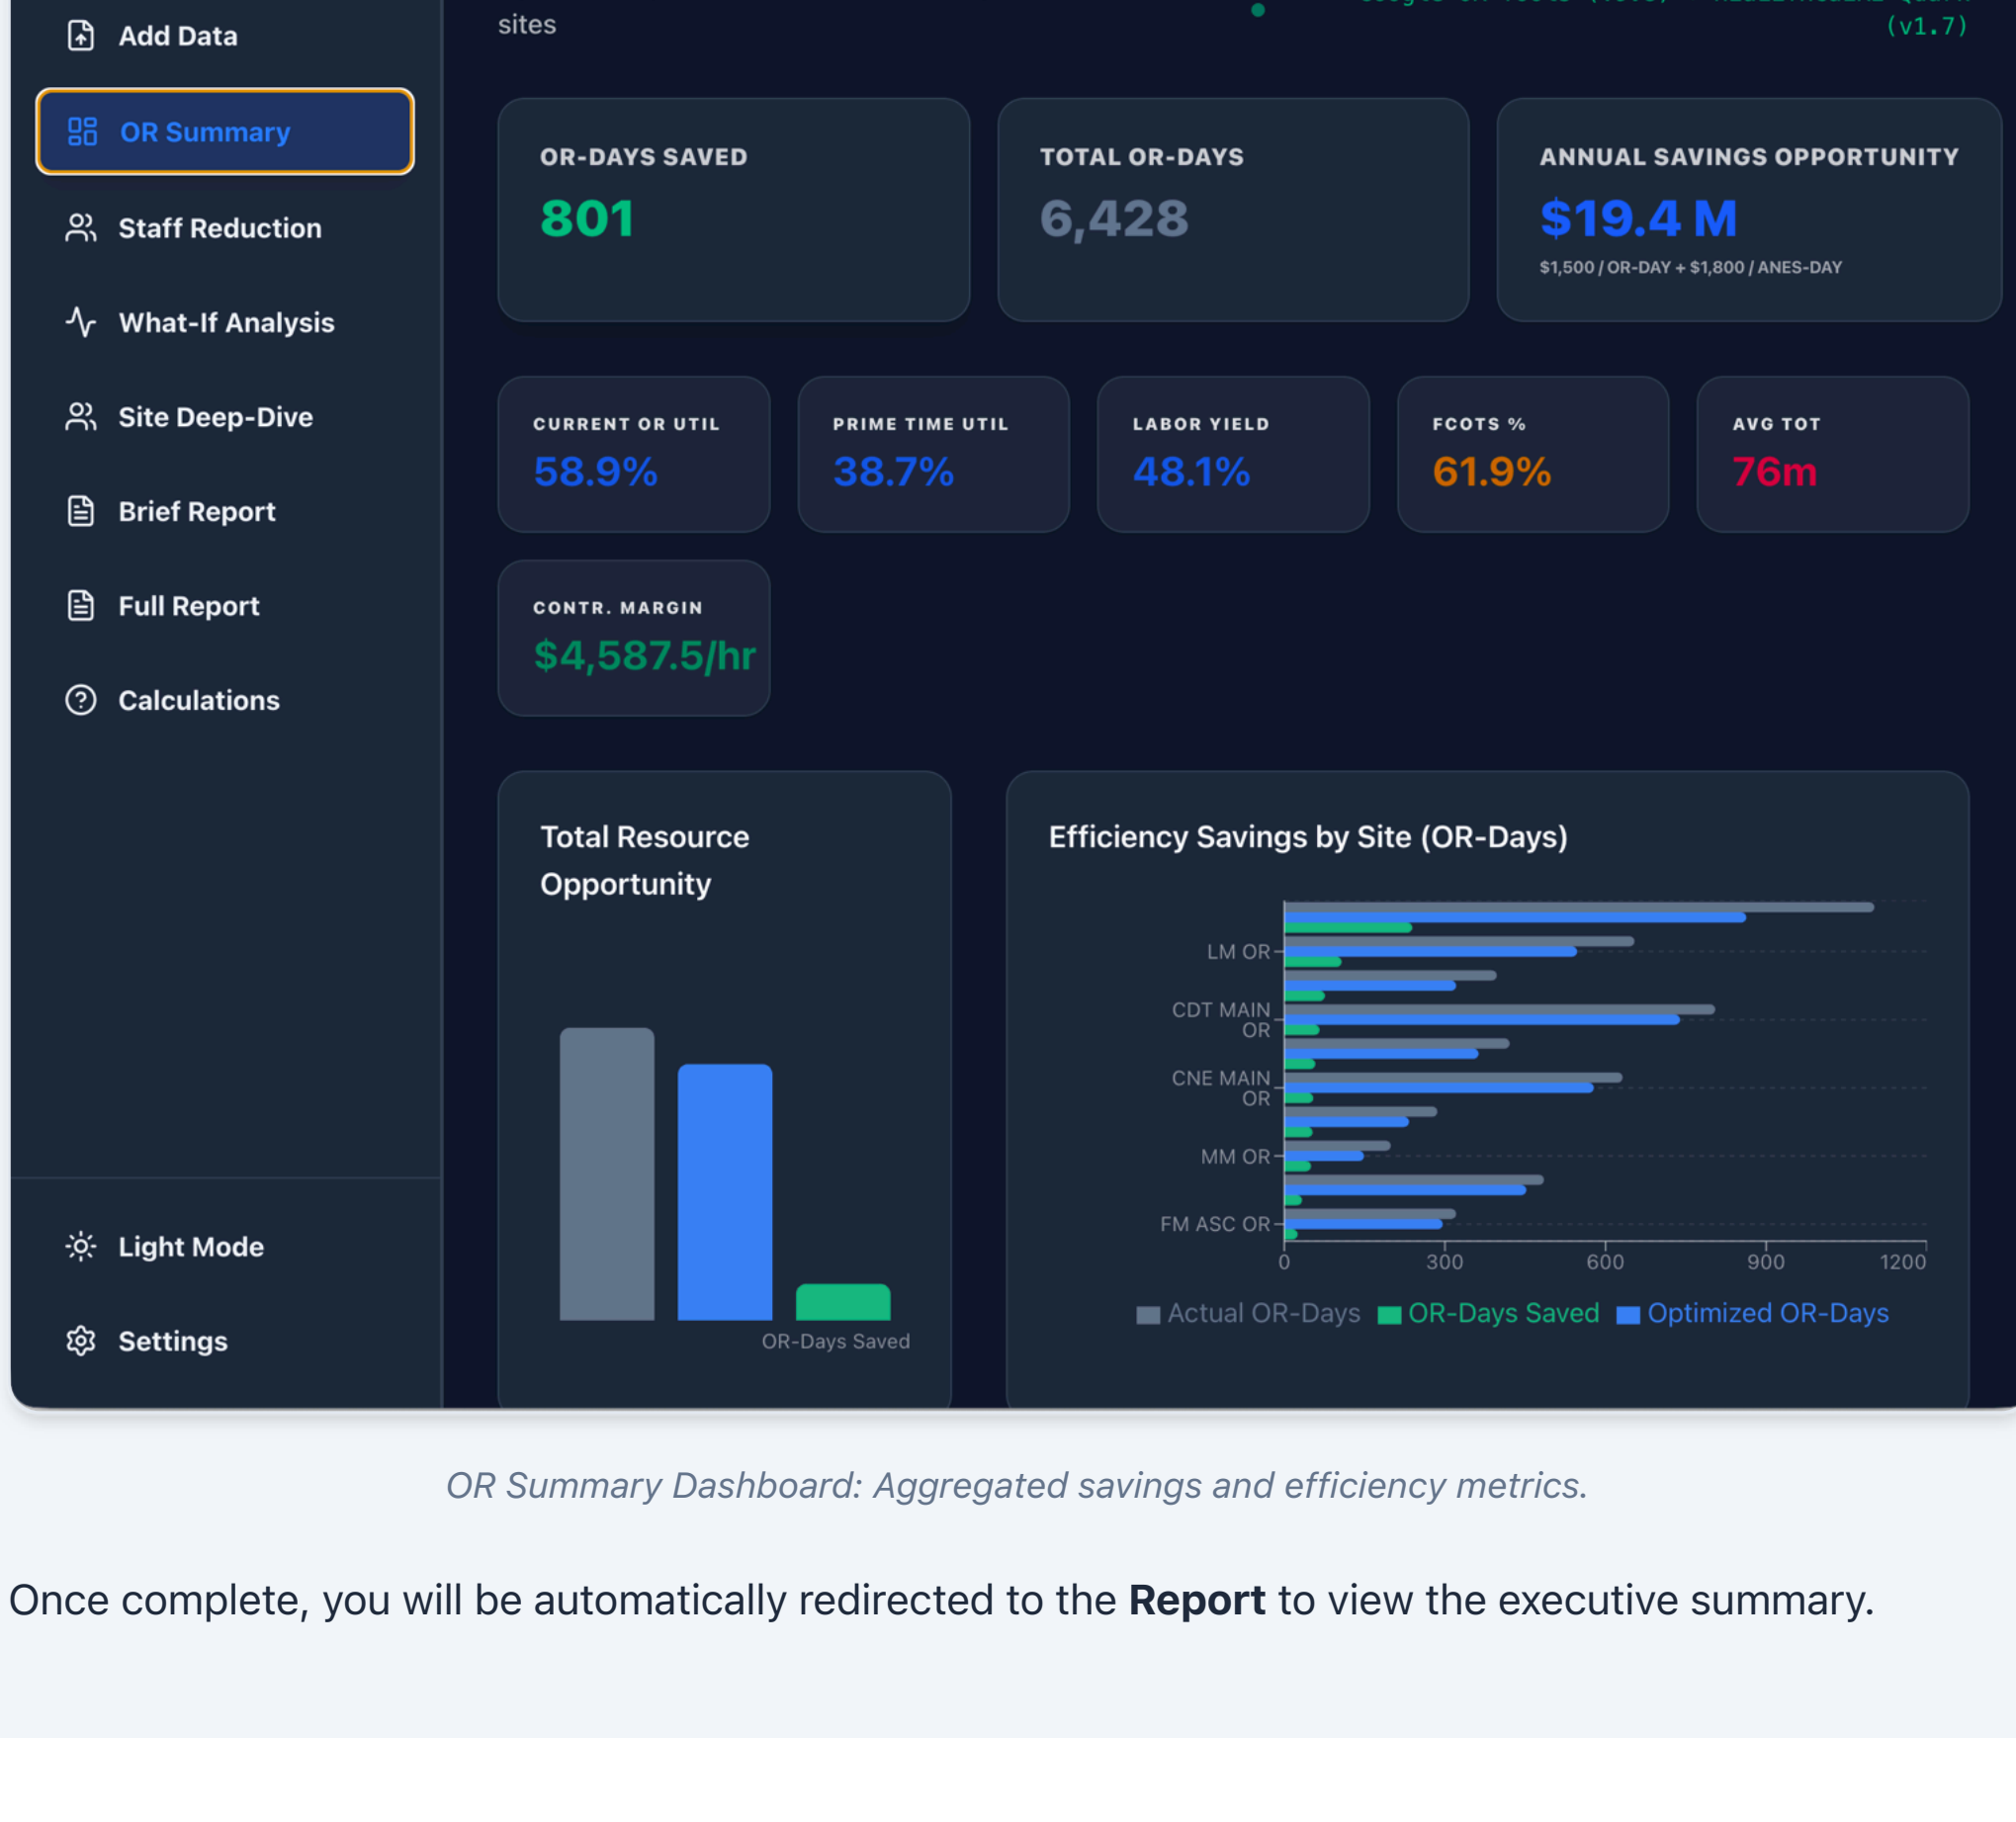 Add Data
OR Summary
Staff Reduction
What-If Analysis
Site Deep-Dive
Brief Report
Full Report
Calculations
Light Mode
Settings
sites
(v1.7)
OR-DAYS SAVED
801
TOTAL OR-DAYS
6,428
ANNUAL SAVINGS OPPORTUNITY
$19.4 M
$1,500 / OR-DAY + $1,800 / ANES-DAY
CURRENT OR UTIL
58.9%
PRIME TIME UTIL
38.7%
LABOR YIELD
48.1%
FCOTS %
61.9%
AVG TOT
76m
CONTR. MARGIN
$4,587.5/hr
Total Resource
Opportunity
OR-Days Saved
Efficiency Savings by Site (OR-Days)
LM OR
CDT MAIN
OR
CNE MAIN
OR
MM OR
FM ASC OR
0 300 600 900 1200
Actual OR-Days OR-Days Saved Optimized OR-Days
OR Summary Dashboard: Aggregated savings and efficiency metrics.
Once complete, you will be automatically redirected to the Report to view the executive summary.